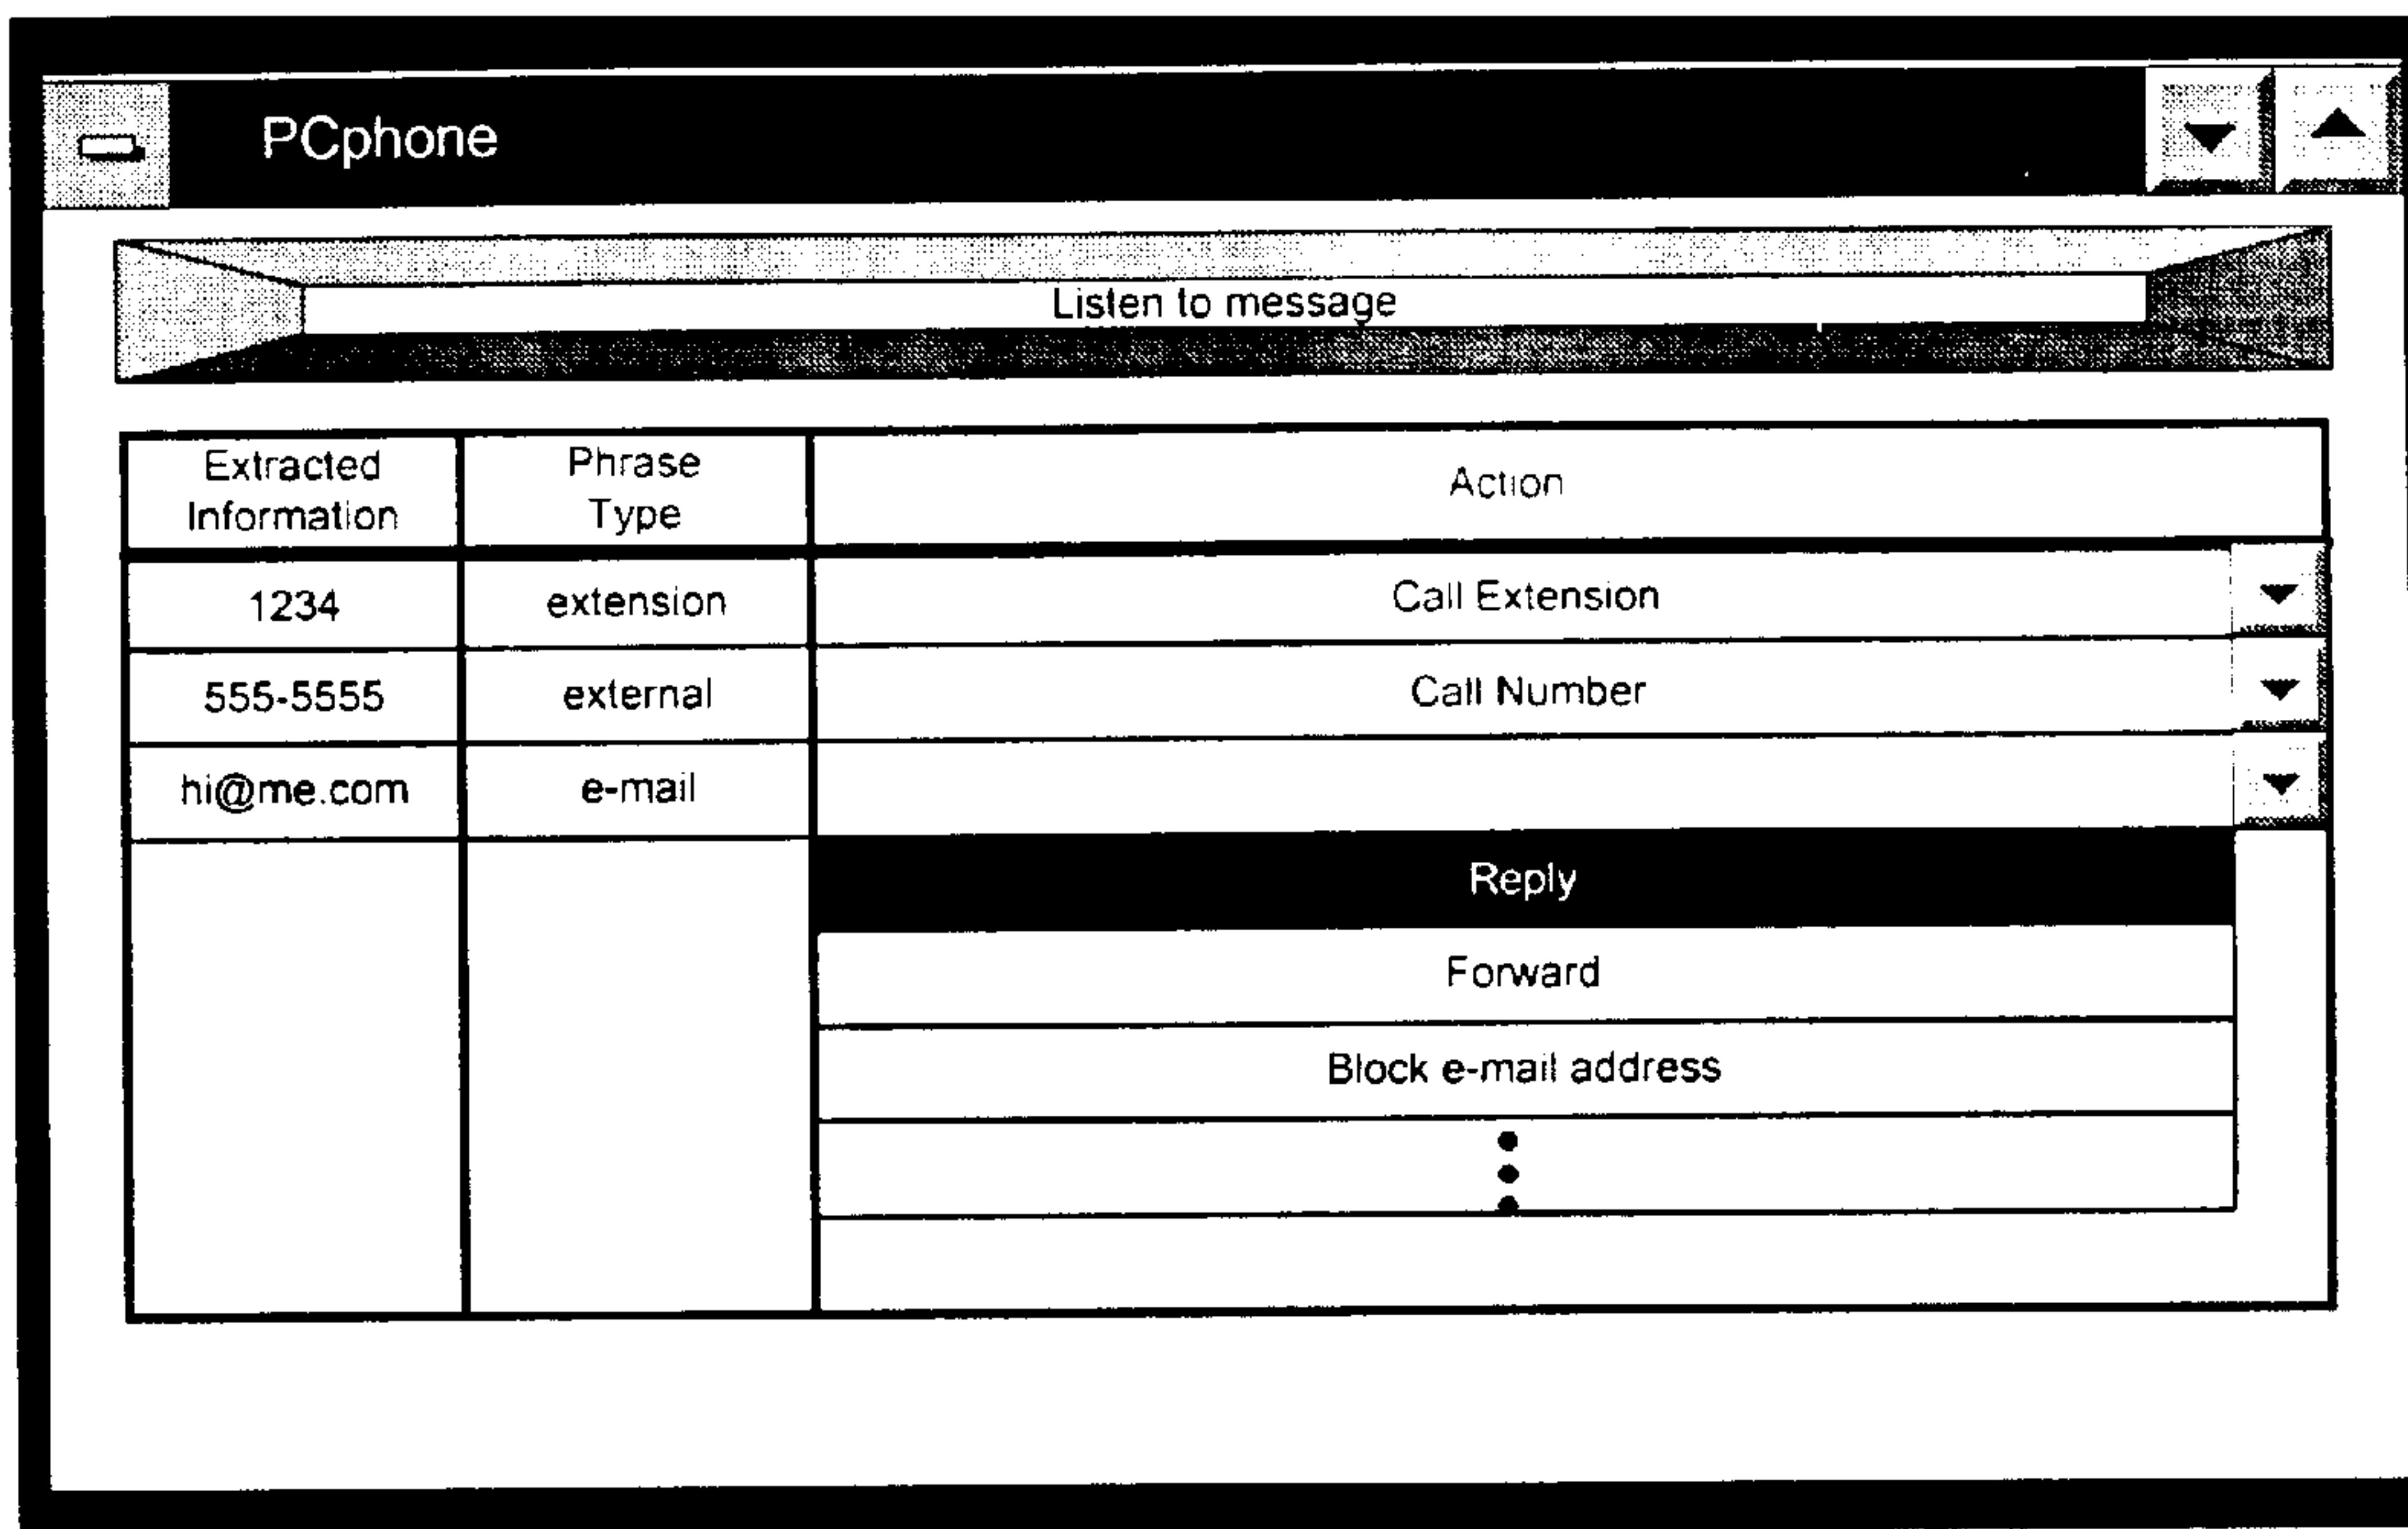 PCphone
Listen to message
Extracted Information
Phrase Type
Action
1234
extension
Call Extension
555-5555
external
Call Number
hi@me.com
e-mail
Reply
Forward
Block e-mail address